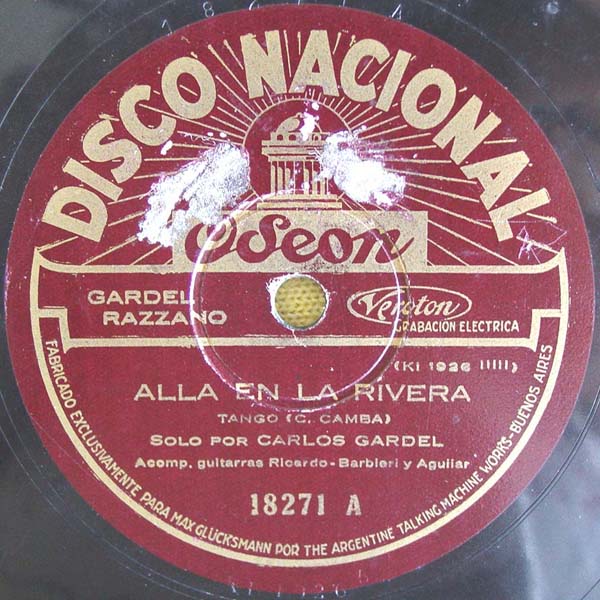 DISCO NACIONAL
Odeon
GARDEL
RAZZANO
Veroton
GRABACIÓN ELECTRICA
(Ki 1926 IIIII)
ALLA EN LA RIVERA
TANGO (C. CAMBA)
SOLO POR CARLOS GARDEL
Acomp. guitarras Ricardo-Barbieri y Aguilar
18271 A
FABRICADO EXCLUSIVAMENTE PARA MAX GLÜCKSMANN POR THE ARGENTINE TALKING MACHINE WORKS-BUENOS AIRES